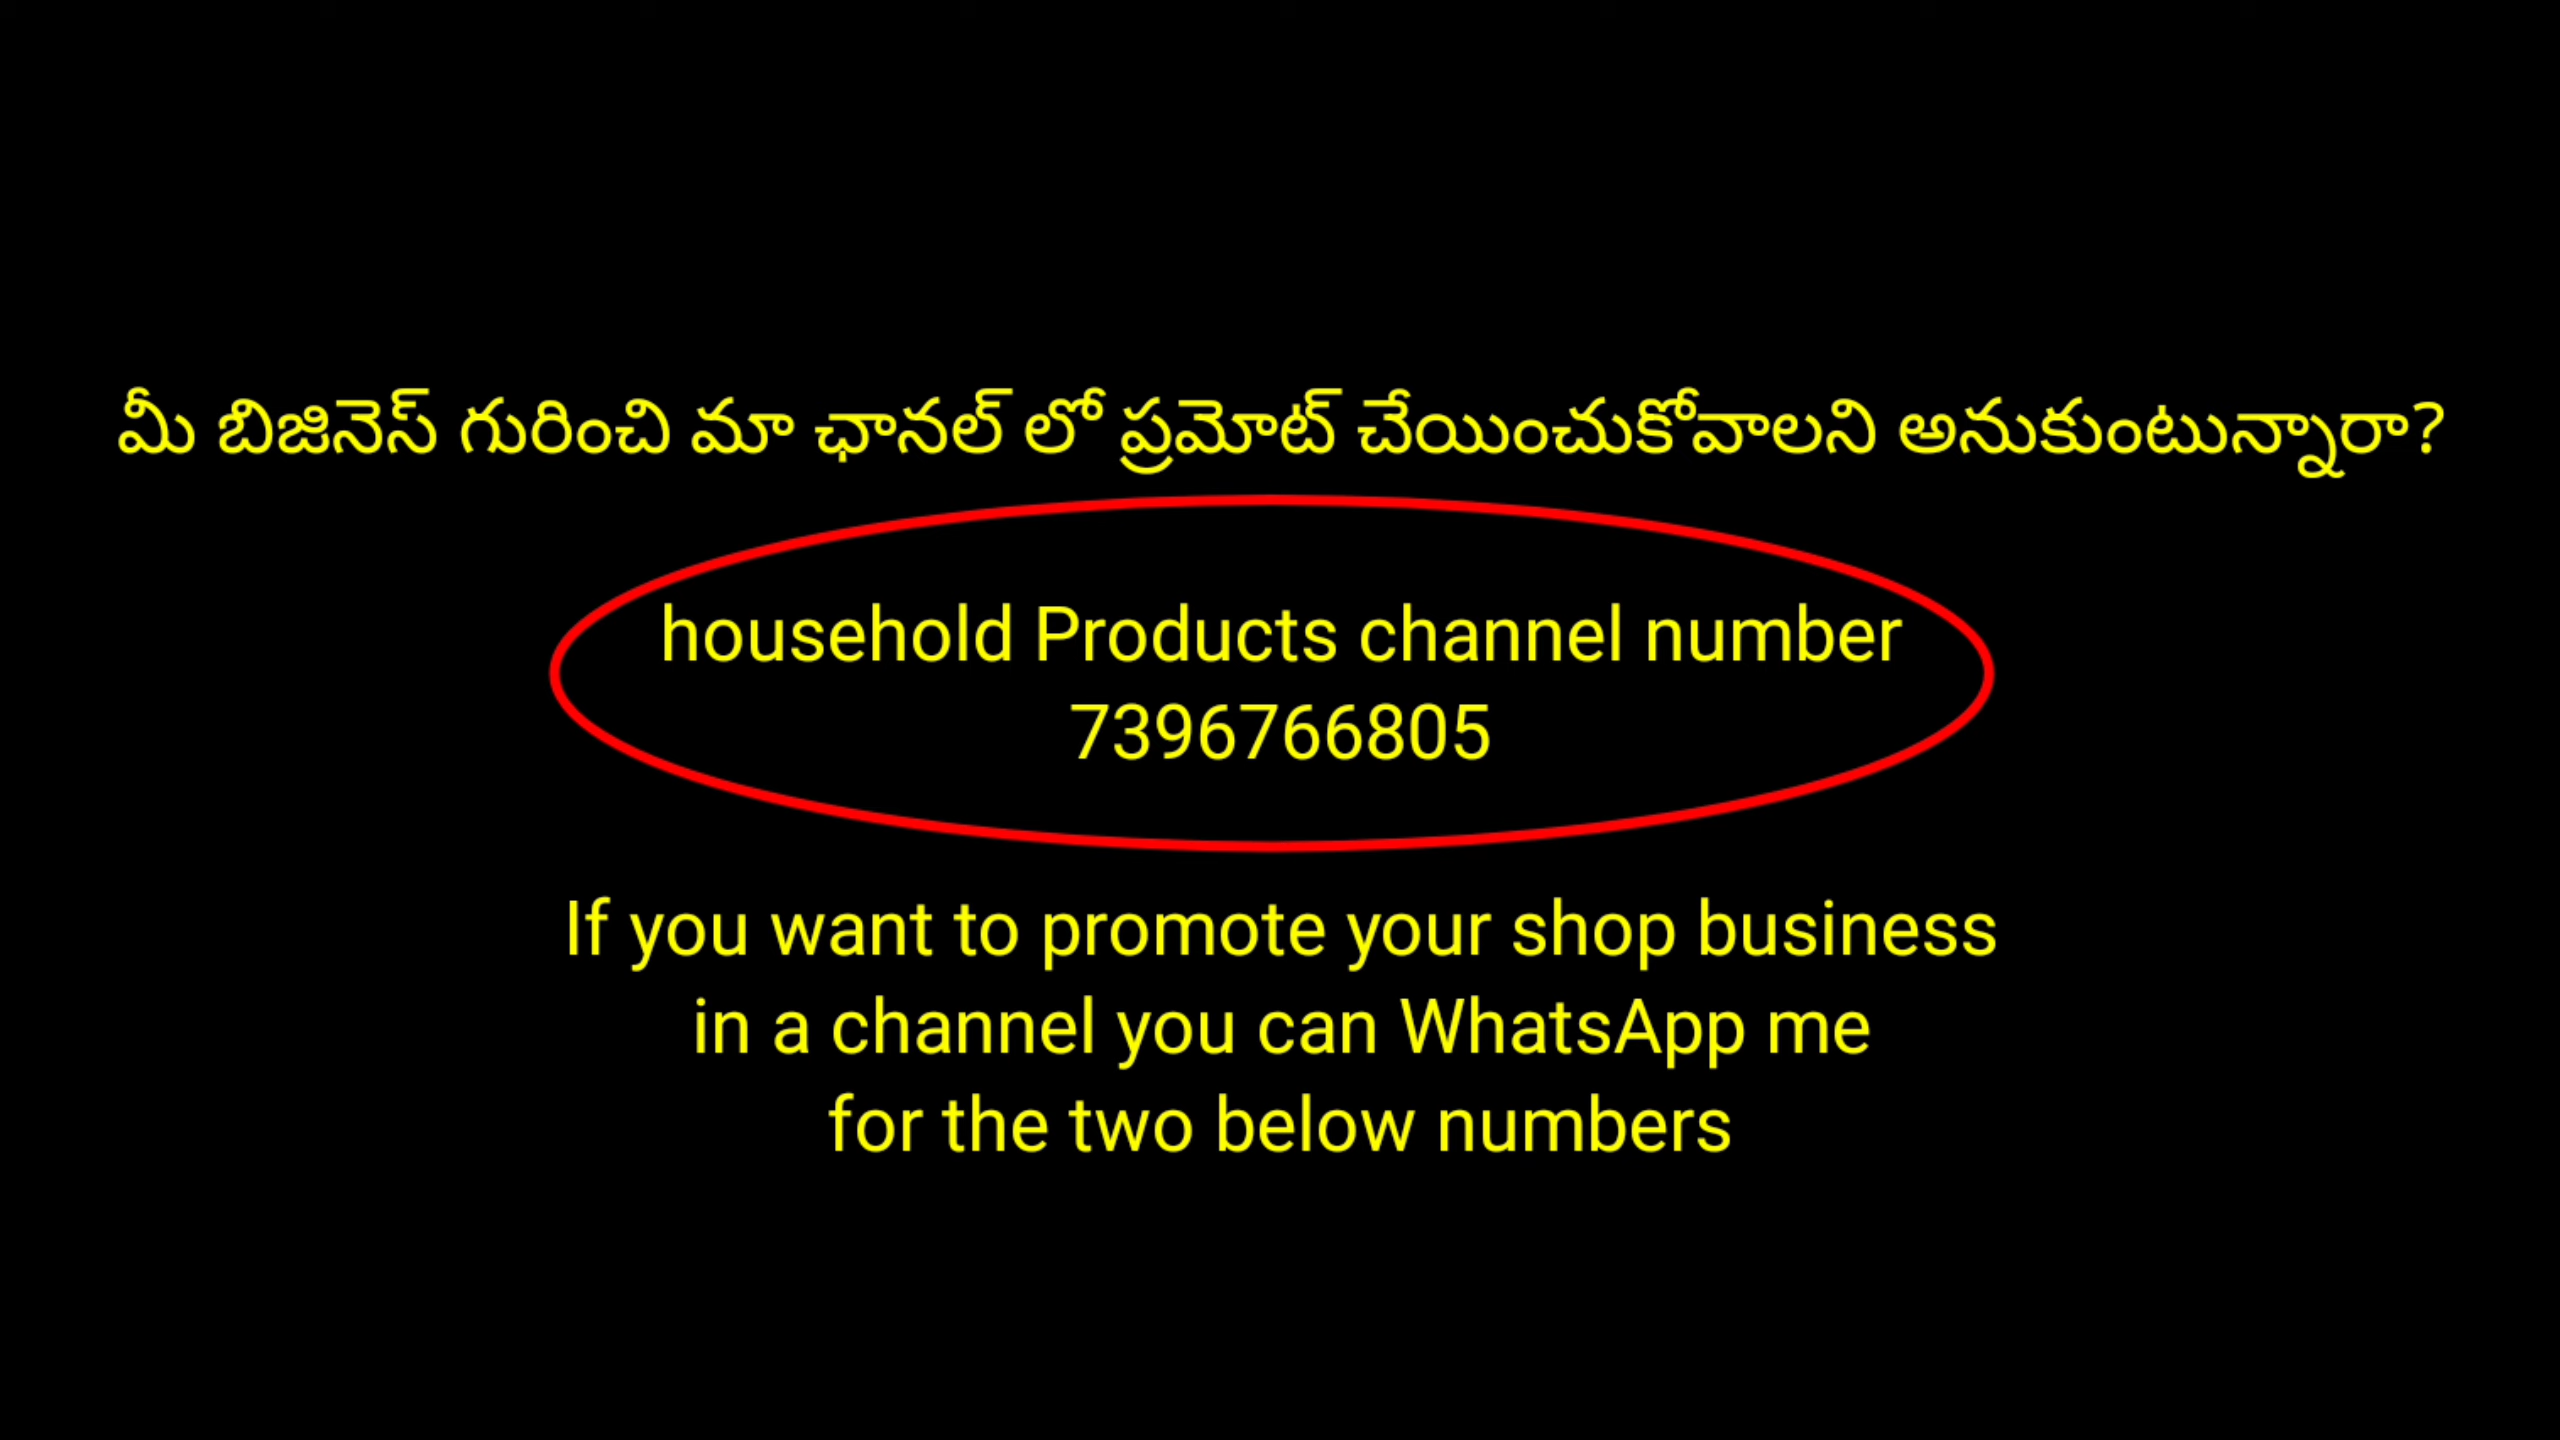 మీ బిజినెస్ గురించి మా ఛానల్ లో ప్రమోట్ చేయించుకోవాలని అనుకుంటున్నారా?
household Products channel number
7396766805
If you want to promote your shop business
in a channel you can WhatsApp me
for the two below numbers